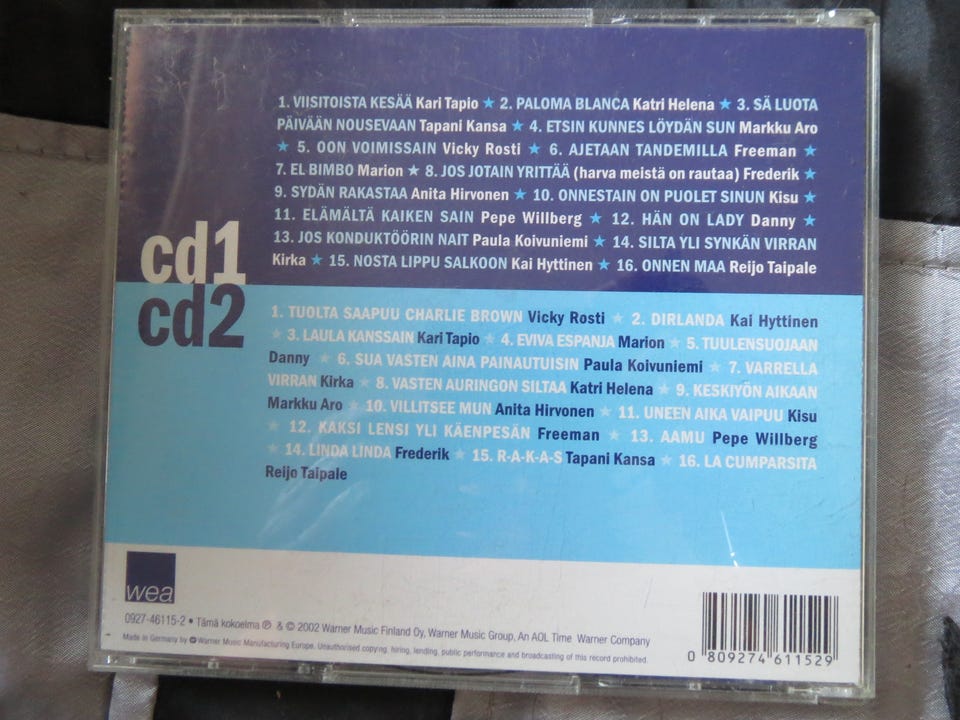 1. VIISITOISTA KESÄÄ Kari Tapio ★ 2. PALOMA BLANCA Katri Helena ★ 3. SÄ LUOTA
PÄIVÄÄN NOUSEVAAN Tapani Kansa ★ 4. ETSIN KUNNES LÖYDÄN SUN Markku Aro
★ 5. OON VOIMISSAIN Vicky Rosti ★ 6. AJETAAN TANDEMILLA Freeman ★
7. EL BIMBO Marion ★ 8. JOS JOTAIN YRITTÄÄ (harva meistä on rautaa) Frederik ★
9. SYDÄN RAKASTAA Anita Hirvonen ★ 10. ONNESTAIN ON PUOLET SINUN Kisu ★
11. ELÄMÄLTÄ KAIKEN SAIN Pepe Willberg ★ 12. HÄN ON LADY Danny ★
13. JOS KONDUKTÖÖRIN NAIT Paula Koivuniemi ★ 14. SILTA YLI SYNKÄN VIRRAN
Kirka ★ 15. NOSTA LIPPU SALKOON Kai Hyttinen ★ 16. ONNEN MAA Reijo Taipale
cd1
cd2
1. TUOLTA SAAPUU CHARLIE BROWN Vicky Rosti ★ 2. DIRLANDA Kai Hyttinen
★ 3. LAULA KANSSAIN Kari Tapio ★ 4. EVIVA ESPANJA Marion ★ 5. TUULENSUOJAAN
Danny ★ 6. SUA VASTEN AINA PAINAUTUISIN Paula Koivuniemi ★ 7. VARRELLA
VIRRAN Kirka ★ 8. VASTEN AURINGON SILTAA Katri Helena ★ 9. KESKIYÖN AIKAAN
Markku Aro ★ 10. VILLITSEE MUN Anita Hirvonen ★ 11. UNEEN AIKA VAIPUU Kisu
★ 12. KAKSI LENSI YLI KÄENPESÄN Freeman ★ 13. AAMU Pepe Willberg
★ 14. LINDA LINDA Frederik ★ 15. R-A-K-A-S Tapani Kansa ★ 16. LA CUMPARSITA
Reijo Taipale
wea
0927-46115-2 • Tämä kokoelma ℗ & © 2002 Warner Music Finland Oy, Warner Music Group, An AOL Time Warner Company
Made in Germany by Warner Music Manufacturing Europe. Unauthorised copying, hiring, lending, public performance and broadcasting of this record prohibited.
0 809274 611529